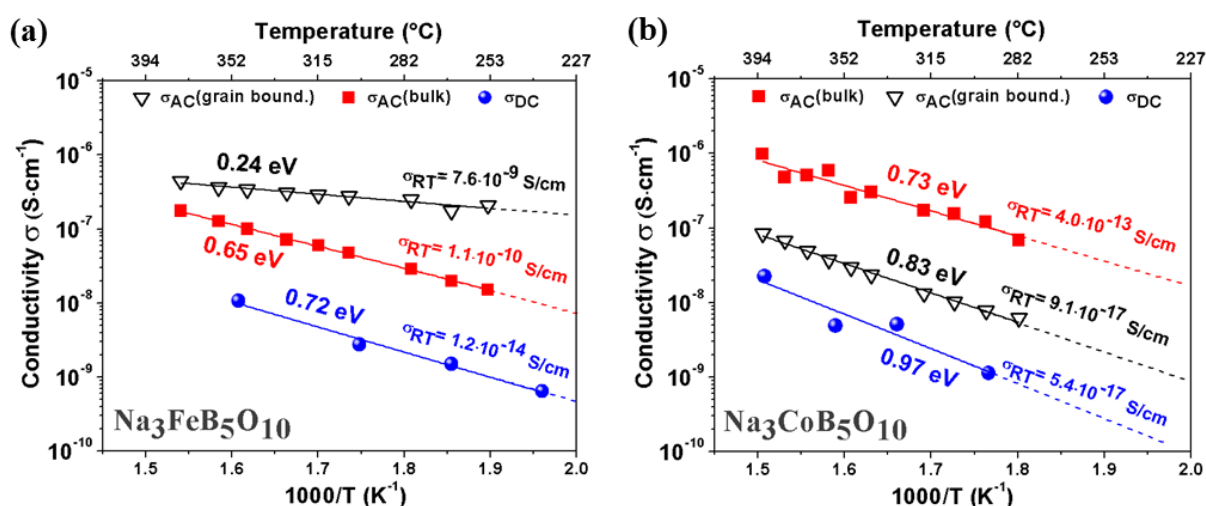 (a)
Temperature (°C)
394 352 315 282 253 227
Conductivity σ (S·cm⁻¹)
10⁻⁵
10⁻⁶
10⁻⁷
10⁻⁸
10⁻⁹
10⁻¹⁰
σAC(grain bound.) σAC(bulk) σDC
0.24 eV
σRT= 7.6·10⁻⁹ S/cm
σRT= 1.1·10⁻¹⁰ S/cm
0.65 eV
0.72 eV
σRT= 1.2·10⁻¹⁴ S/cm
Na₃FeB₅O₁₀
1.5 1.6 1.7 1.8 1.9 2.0
1000/T (K⁻¹)
(b)
Temperature (°C)
394 352 315 282 253 227
Conductivity σ (S·cm⁻¹)
10⁻⁵
10⁻⁶
10⁻⁷
10⁻⁸
10⁻⁹
10⁻¹⁰
σAC(bulk) σAC(grain bound.) σDC
0.73 eV
σRT= 4.0·10⁻¹³ S/cm
0.83 eV
σRT= 9.1·10⁻¹⁷ S/cm
0.97 eV
σRT= 5.4·10⁻¹⁷ S/cm
Na₃CoB₅O₁₀
1.5 1.6 1.7 1.8 1.9 2.0
1000/T (K⁻¹)